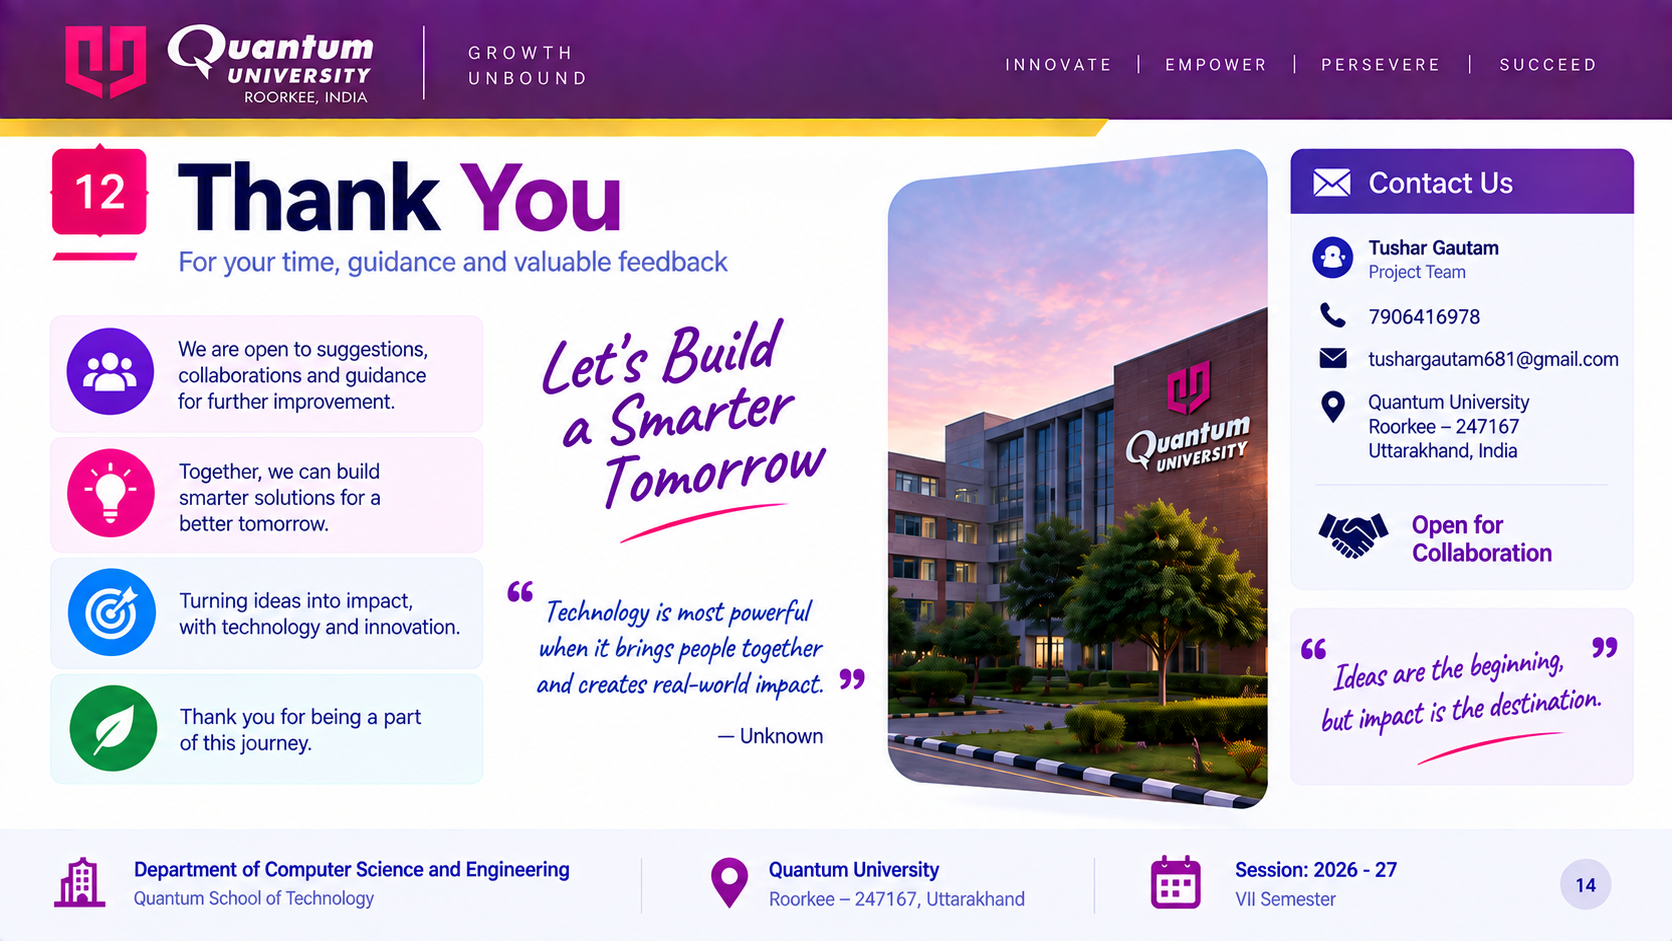 Quantum
UNIVERSITY
ROORKEE, INDIA
GROWTH
UNBOUND
INNOVATE | EMPOWER | PERSEVERE | SUCCEED
12
Thank You
For your time, guidance and valuable feedback
We are open to suggestions,
collaborations and guidance
for further improvement.
Together, we can build
smarter solutions for a
better tomorrow.
Turning ideas into impact,
with technology and innovation.
Thank you for being a part
of this journey.
Let's Build
a Smarter
Tomorrow
“ Technology is most powerful
when it brings people together
and creates real-world impact. ”
— Unknown
Quantum
UNIVERSITY
Contact Us
Tushar Gautam
Project Team
7906416978
tushargautam681@gmail.com
Quantum University
Roorkee – 247167
Uttarakhand, India
Open for
Collaboration
“ Ideas are the beginning, ”
but impact is the destination.
Department of Computer Science and Engineering
Quantum School of Technology
Quantum University
Roorkee – 247167, Uttarakhand
Session: 2026 - 27
VII Semester
14